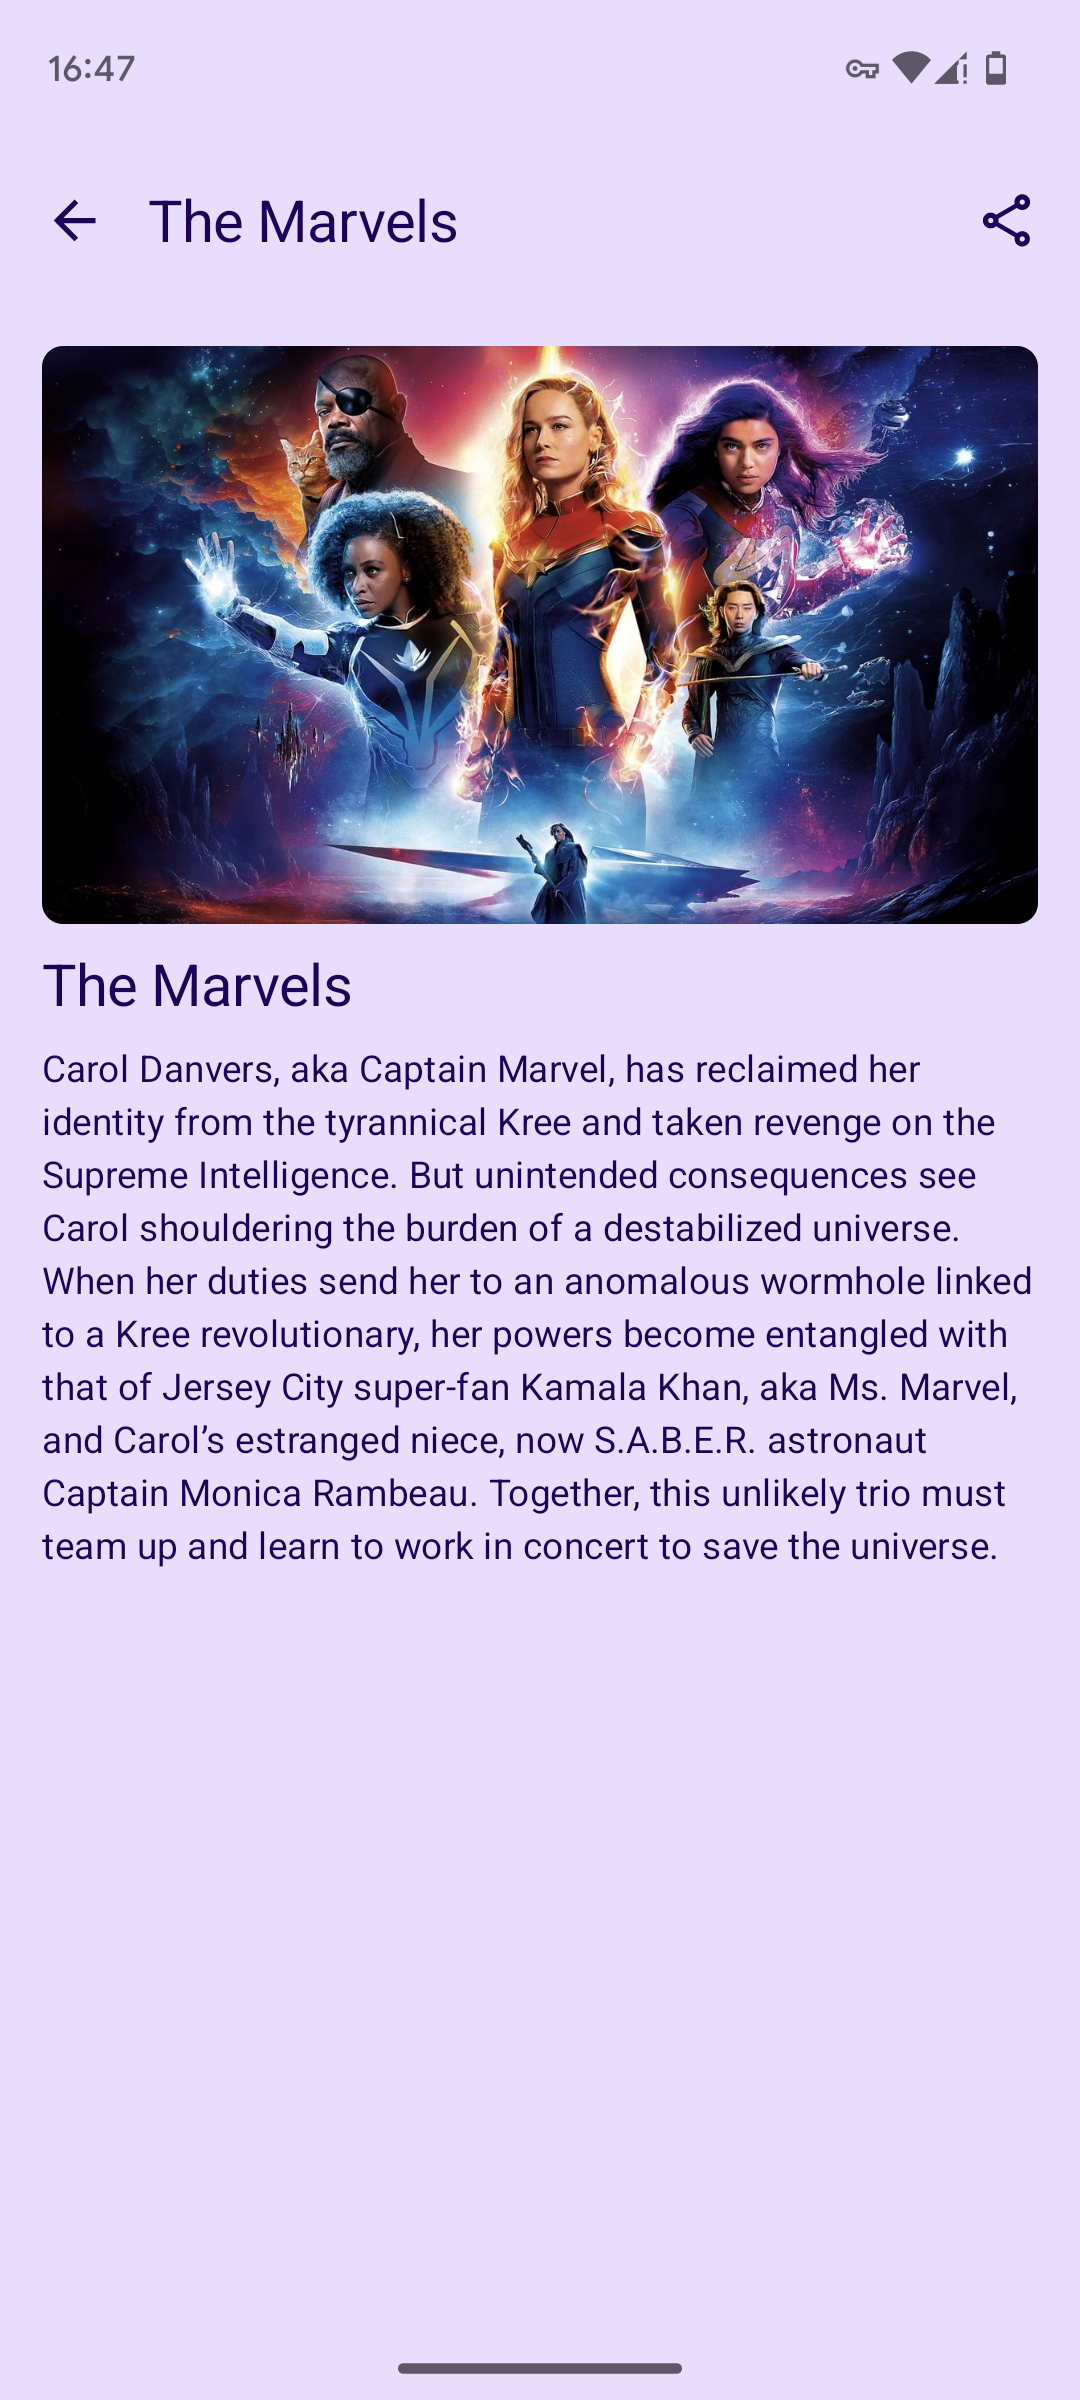 16:47
The Marvels
The Marvels
Carol Danvers, aka Captain Marvel, has reclaimed her
identity from the tyrannical Kree and taken revenge on the
Supreme Intelligence. But unintended consequences see
Carol shouldering the burden of a destabilized universe.
When her duties send her to an anomalous wormhole linked
to a Kree revolutionary, her powers become entangled with
that of Jersey City super-fan Kamala Khan, aka Ms. Marvel,
and Carol’s estranged niece, now S.A.B.E.R. astronaut
Captain Monica Rambeau. Together, this unlikely trio must
team up and learn to work in concert to save the universe.